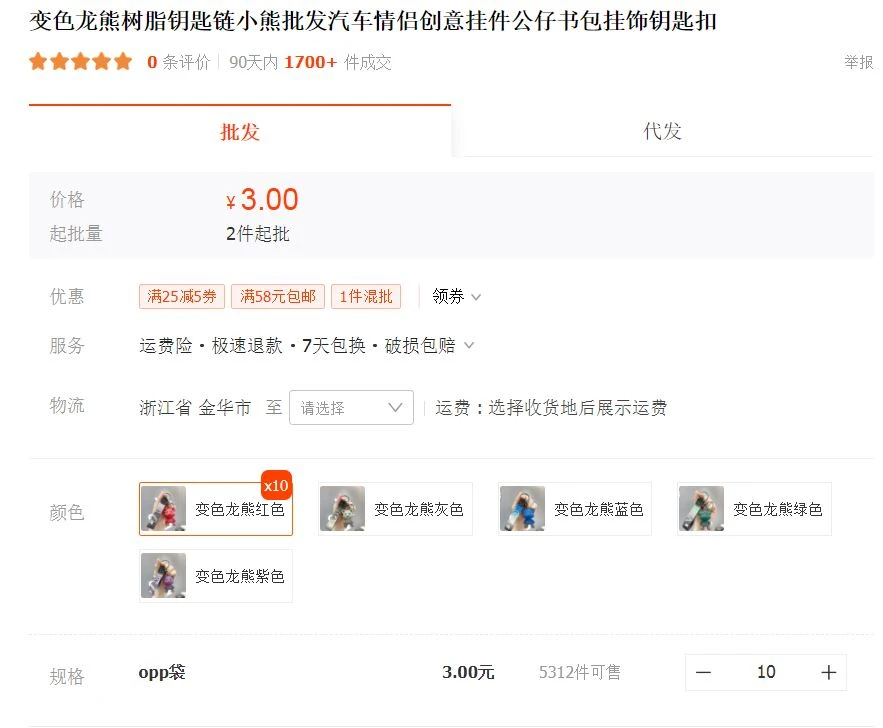 变色龙熊树脂钥匙链小熊批发汽车情侣创意挂件公仔书包挂饰钥匙扣
0 条评价 90天内 1700+ 件成交 举报
批发 代发
价格 ¥ 3.00
起批量 2件起批
优惠 满25减5券 满58元包邮 1件混批 领券
服务 运费险·极速退款·7天包换·破损包赔
物流 浙江省 金华市 至 请选择 运费：选择收货地后展示运费
x10
颜色 变色龙熊红色 变色龙熊灰色 变色龙熊蓝色 变色龙熊绿色
变色龙熊紫色
规格 opp袋 3.00元 5312件可售 — 10 +